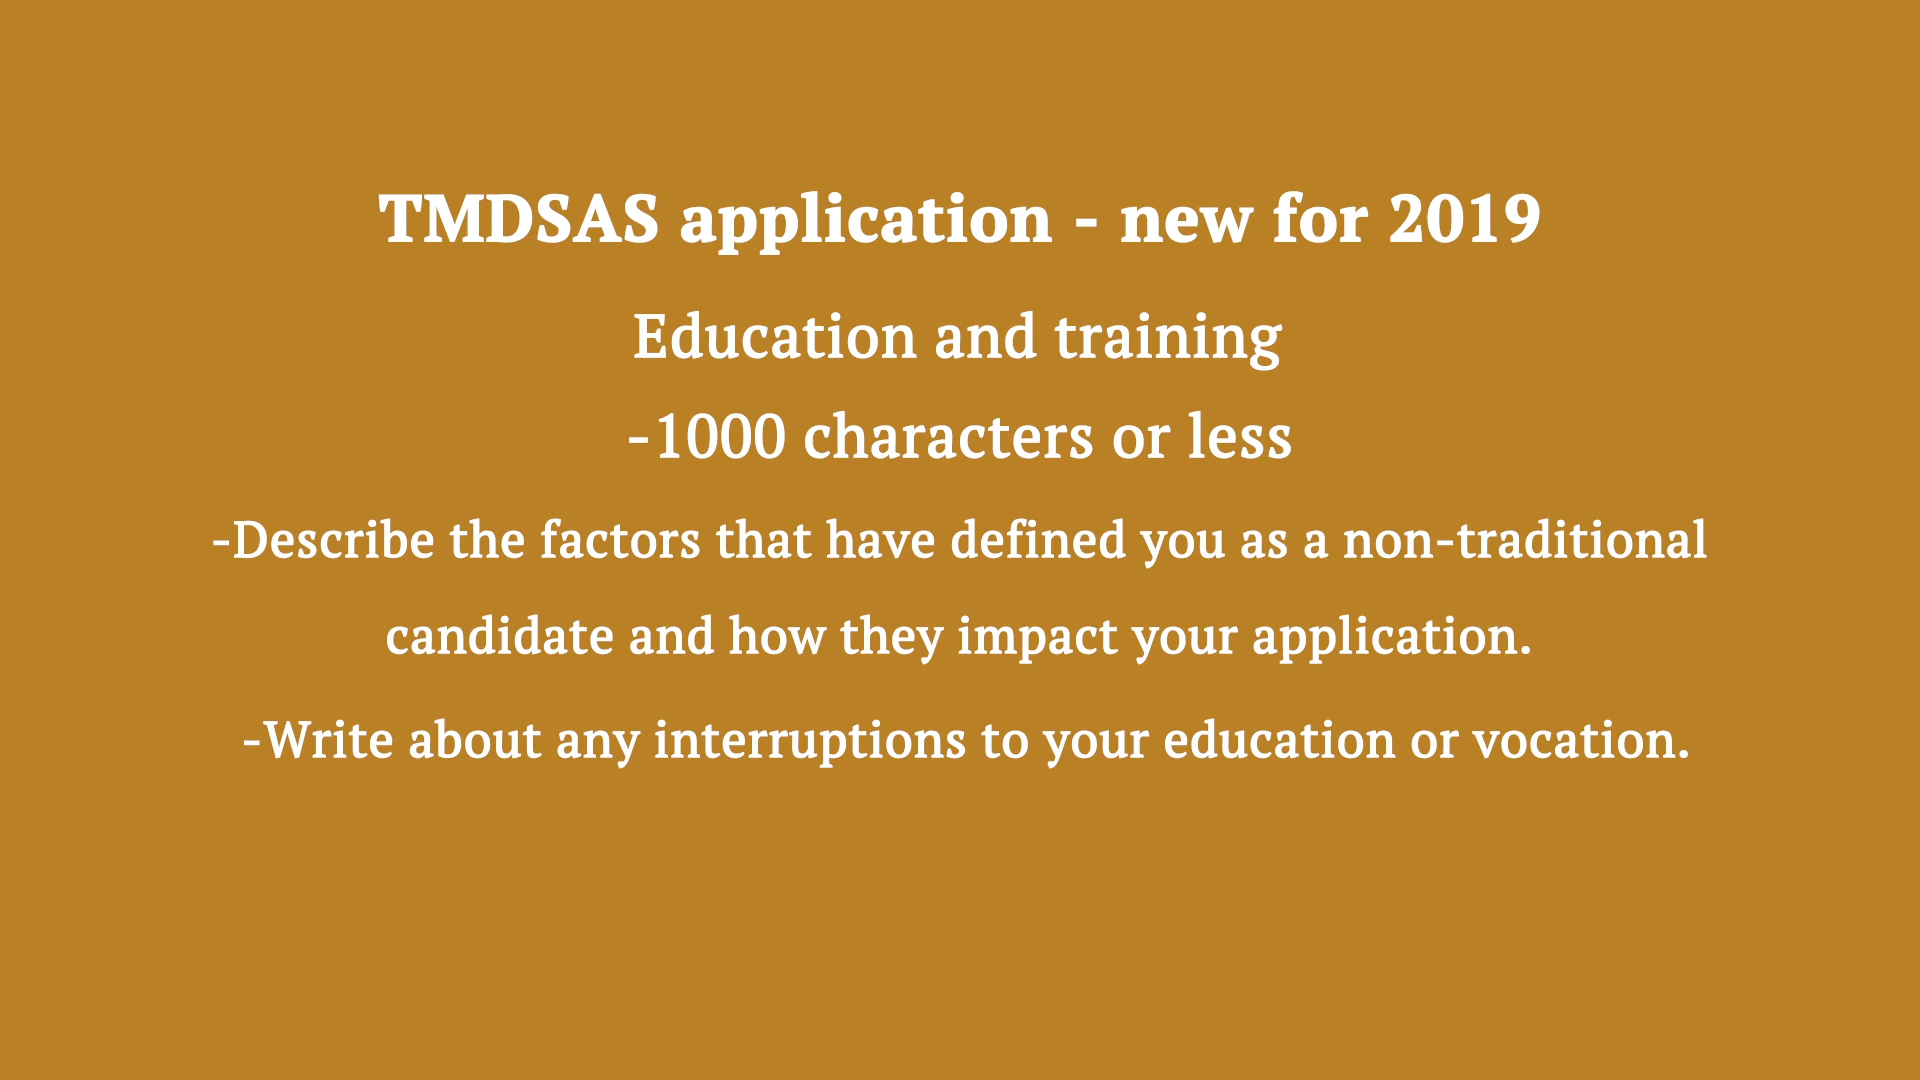 TMDSAS application - new for 2019
Education and training
-1000 characters or less
-Describe the factors that have defined you as a non-traditional
candidate and how they impact your application.
-Write about any interruptions to your education or vocation.